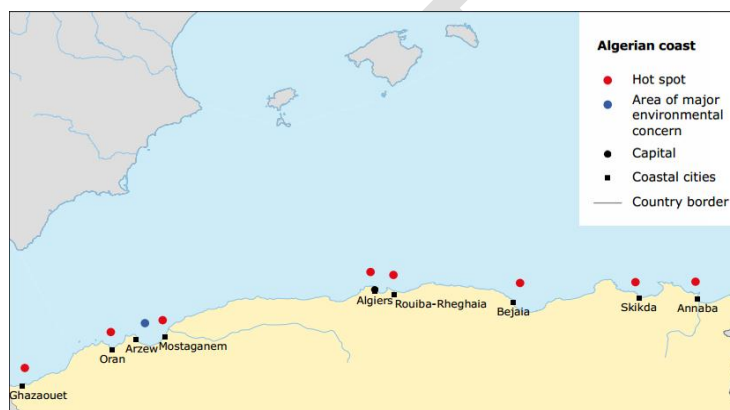 Algerian coast
Hot spot
Area of major
environmental
concern
Capital
Coastal cities
Country border
Algiers
Rouiba-Rheghaia
Bejaia
Skikda
Annaba
Mostaganem
Arzew
Oran
Ghazaouet